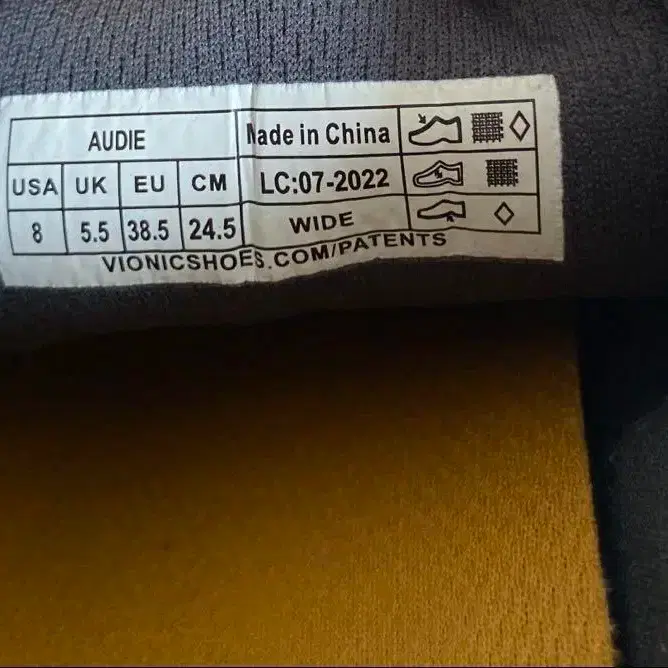 AUDIE Made in China
USA UK EU CM LC:07-2022
8 5.5 38.5 24.5 WIDE
VIONICSHOES.COM/PATENTS